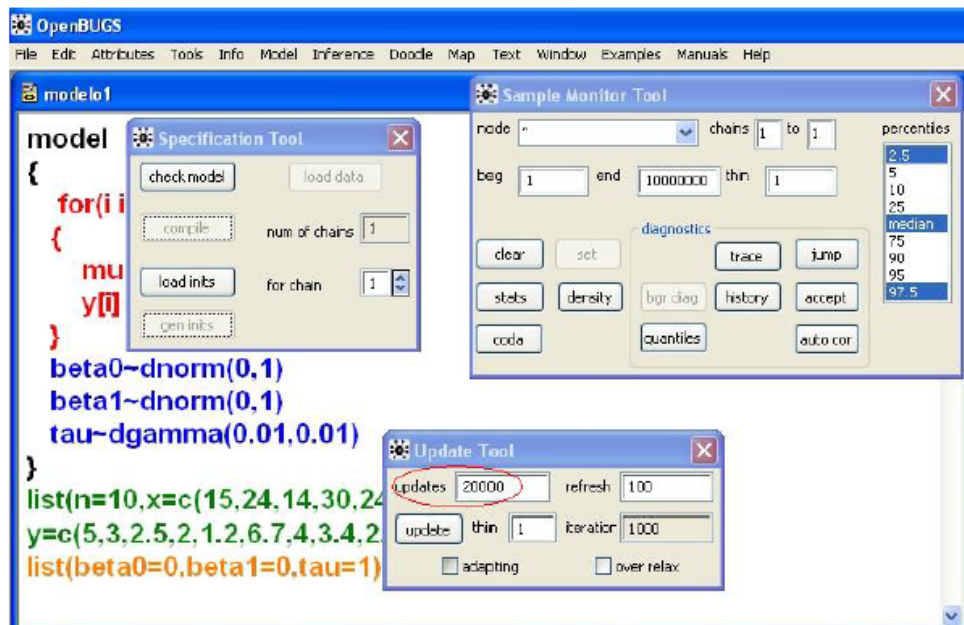 OpenBUGS
File Edit Attributes Tools Info Model Inference Doodle Map Text Window Examples Manuals Help
modelo1
model
{
for(i i
{
mu
y[i]
}
beta0~dnorm(0,1)
beta1~dnorm(0,1)
tau~dgamma(0.01,0.01)
}
list(n=10,x=c(15,24,14,30,24
y=c(5,3,2.5,2,1.2,6.7,4,3.4,2
list(beta0=0,beta1=0,tau=1)
Specification Tool
check model load data
compile num of chains 1
load inits for chain 1
gen inits
Sample Monitor Tool
node * chains 1 to 1 percentiles
beg 1 end 10000000 thin 1
2.5
5
10
25
median
75
90
95
97.5
diagnostics
clear set trace jump
stats density bgr diag history accept
coda quantiles auto cor
Update Tool
updates 20000 refresh 100
update thin 1 iteration 1000
adapting over relax